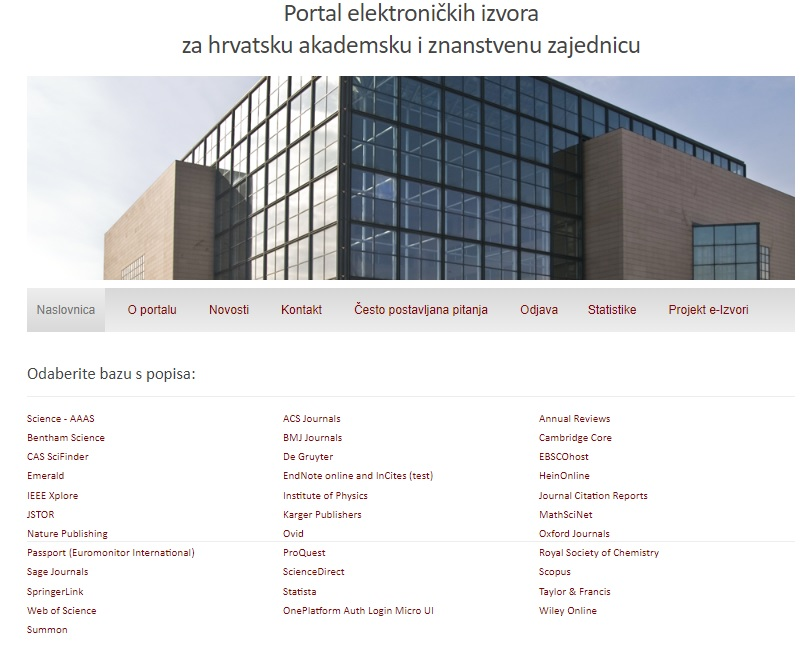 Portal elektroničkih izvora
za hrvatsku akademsku i znanstvenu zajednicu
Naslovnica O portalu Novosti Kontakt Često postavljana pitanja Odjava Statistike Projekt e-Izvori
Odaberite bazu s popisa:
Science - AAAS ACS Journals Annual Reviews
Bentham Science BMJ Journals Cambridge Core
CAS SciFinder De Gruyter EBSCOhost
Emerald EndNote online and InCites (test) HeinOnline
IEEE Xplore Institute of Physics Journal Citation Reports
JSTOR Karger Publishers MathSciNet
Nature Publishing Ovid Oxford Journals
Passport (Euromonitor International) ProQuest Royal Society of Chemistry
Sage Journals ScienceDirect Scopus
SpringerLink Statista Taylor & Francis
Web of Science OnePlatform Auth Login Micro UI Wiley Online
Summon